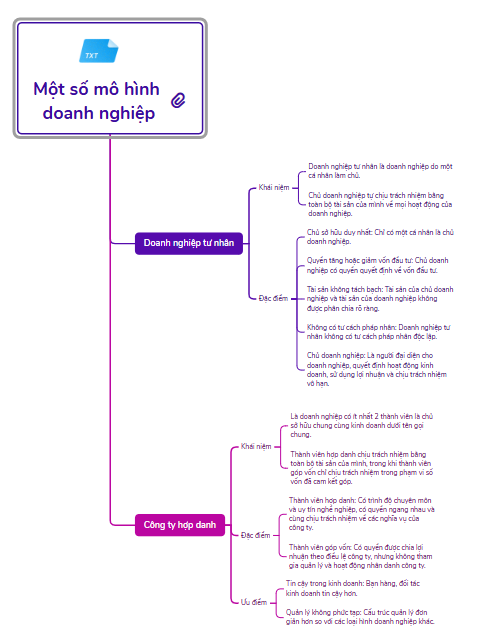 TXT
Một số mô hình
doanh nghiệp
Doanh nghiệp tư nhân
Khái niệm
Doanh nghiệp tư nhân là doanh nghiệp do một
cá nhân làm chủ.
Chủ doanh nghiệp tự chịu trách nhiệm bằng
toàn bộ tài sản của mình về mọi hoạt động của
doanh nghiệp.
Đặc điểm
Chủ sở hữu duy nhất: Chỉ có một cá nhân là chủ
doanh nghiệp.
Quyền tăng hoặc giảm vốn đầu tư: Chủ doanh
nghiệp có quyền quyết định về vốn đầu tư.
Tài sản không tách bạch: Tài sản của chủ doanh
nghiệp và tài sản của doanh nghiệp không
được phân chia rõ ràng.
Không có tư cách pháp nhân: Doanh nghiệp tư
nhân không có tư cách pháp nhân độc lập.
Chủ doanh nghiệp: Là người đại diện cho
doanh nghiệp, quyết định hoạt động kinh
doanh, sử dụng lợi nhuận và chịu trách nhiệm
vô hạn.
Công ty hợp danh
Khái niệm
Là doanh nghiệp có ít nhất 2 thành viên là chủ
sở hữu chung cùng kinh doanh dưới tên gọi
chung.
Thành viên hợp danh chịu trách nhiệm bằng
toàn bộ tài sản của mình, trong khi thành viên
góp vốn chỉ chịu trách nhiệm trong phạm vi số
vốn đã cam kết góp.
Đặc điểm
Thành viên hợp danh: Có trình độ chuyên môn
và uy tín nghề nghiệp, có quyền ngang nhau và
cùng chịu trách nhiệm về các nghĩa vụ của
công ty.
Thành viên góp vốn: Có quyền được chia lợi
nhuận theo điều lệ công ty, nhưng không tham
gia quản lý và hoạt động nhân danh công ty.
Ưu điểm
Tin cậy trong kinh doanh: Bạn hàng, đối tác
kinh doanh tin cậy hơn.
Quản lý không phức tạp: Cấu trúc quản lý đơn
giản hơn so với các loại hình doanh nghiệp khác.